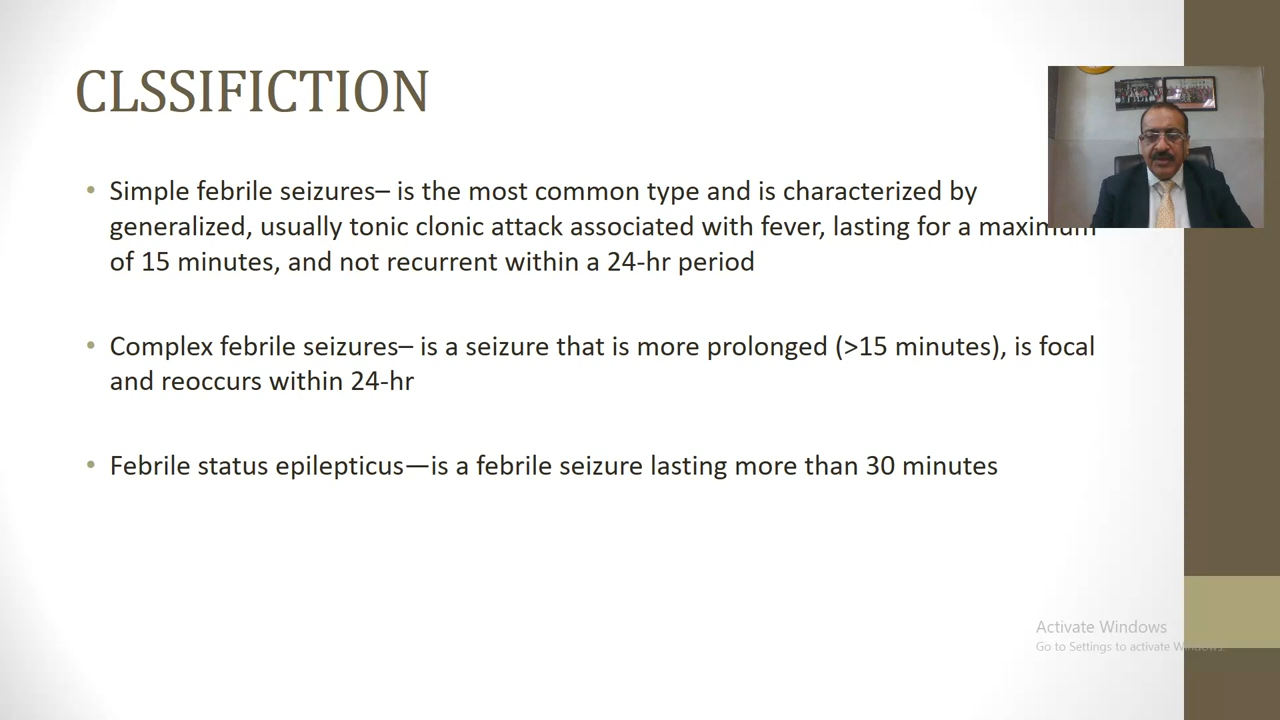 CLSSIFICTION
• Simple febrile seizures– is the most common type and is characterized by
generalized, usually tonic clonic attack associated with fever, lasting for a maximum
of 15 minutes, and not recurrent within a 24-hr period
• Complex febrile seizures– is a seizure that is more prolonged (>15 minutes), is focal
and reoccurs within 24-hr
• Febrile status epilepticus—is a febrile seizure lasting more than 30 minutes
Activate Windows
Go to Settings to activate Windows.